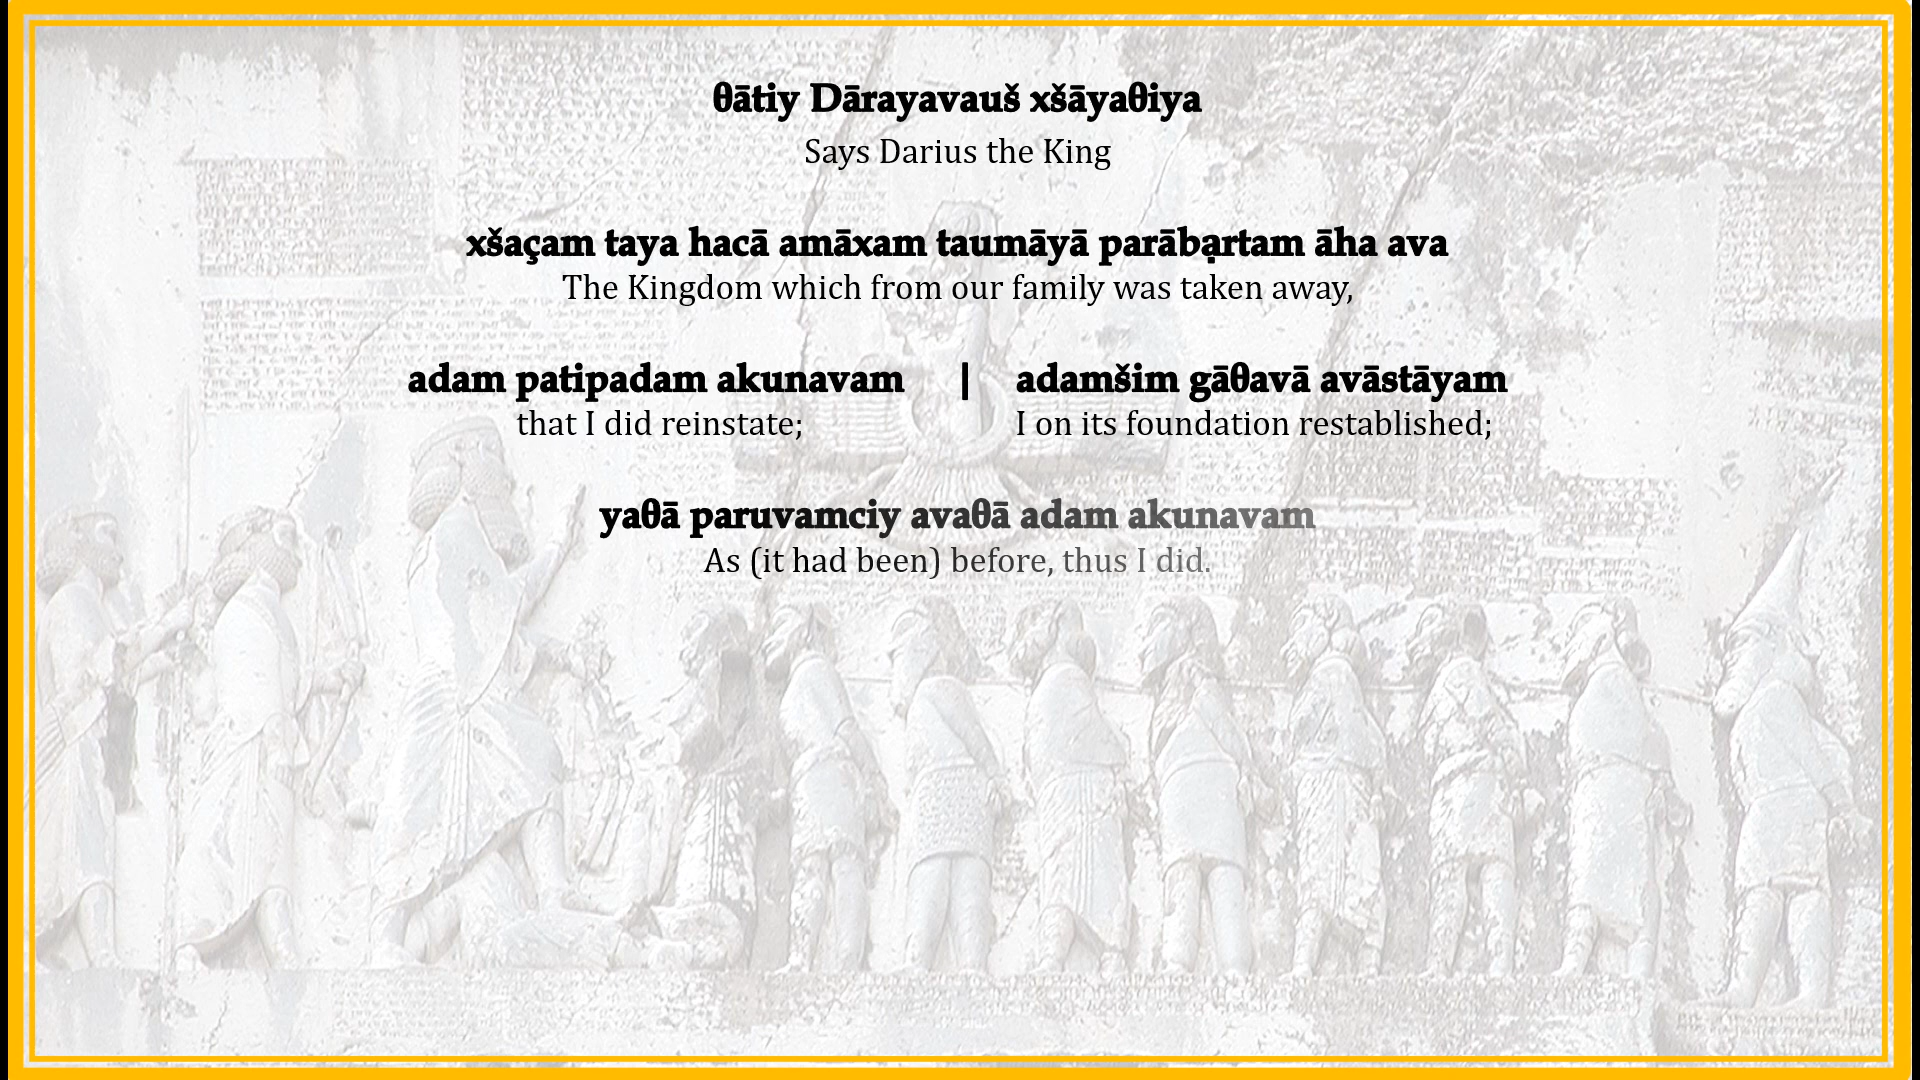 θātiy Dārayavauš xšāyaθiya
Says Darius the King
xšaçam taya hacā amāxam taumāyā parābạrtam āha ava
The Kingdom which from our family was taken away,
adam patipadam akunavam | adamšim gāθavā avāstāyam
that I did reinstate; I on its foundation restablished;
yaθā paruvamciy avaθā adam akunavam
As (it had been) before, thus I did.